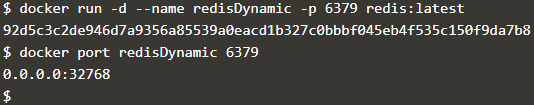 $ docker run -d --name redisDynamic -p 6379 redis:latest
92d5c3c2de946d7a9356a85539a0eacd1b327c0bbbf045eb4f535c150f9da7b8
$ docker port redisDynamic 6379
0.0.0.0:32768
$